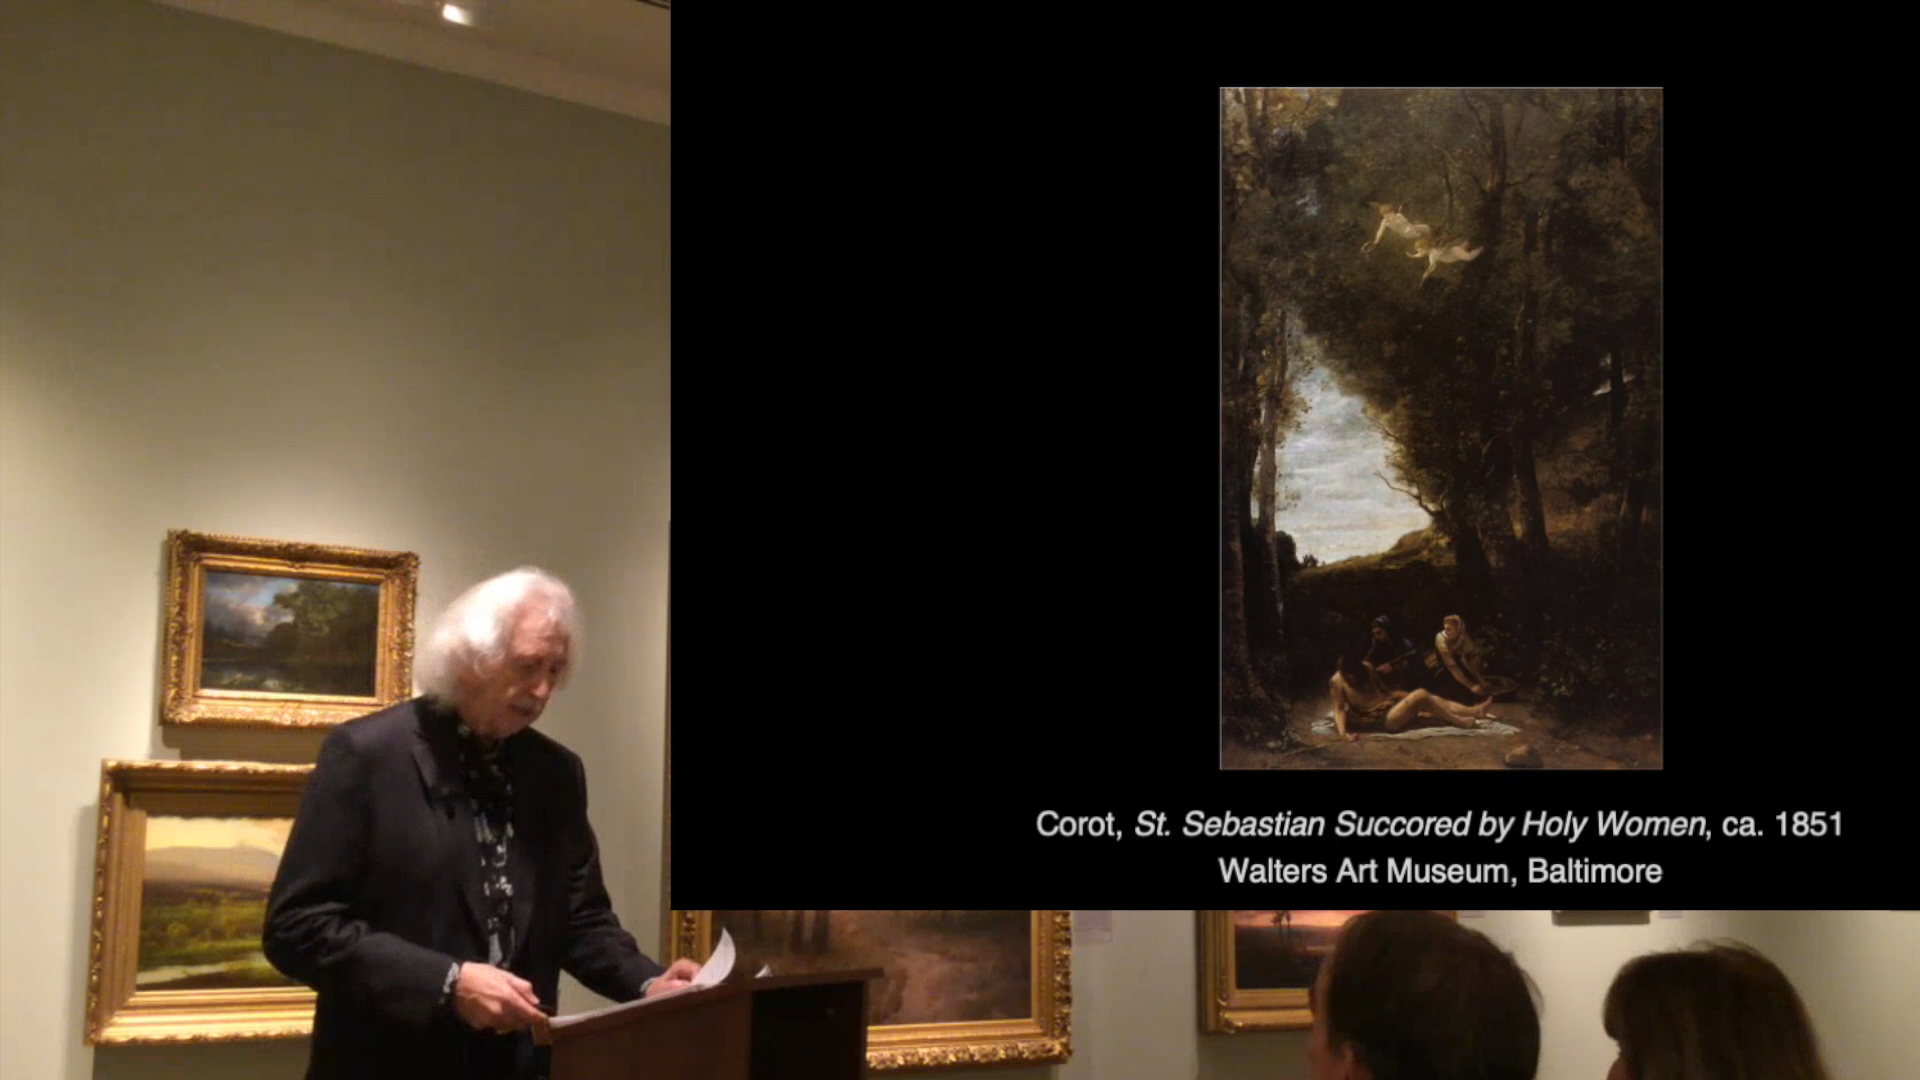 Corot, St. Sebastian Succored by Holy Women, ca. 1851
Walters Art Museum, Baltimore